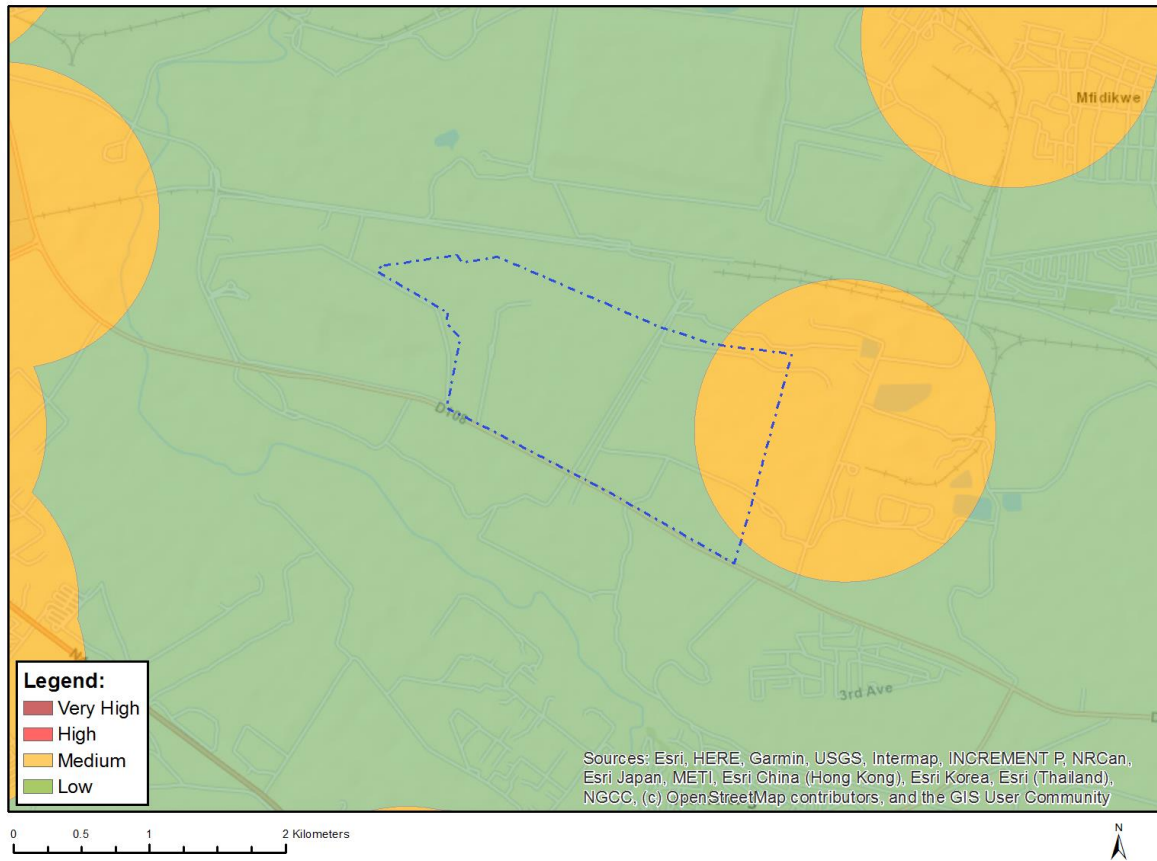 Mfidikwe
D108
3rd Ave
Legend:
Very High
High
Medium
Low
Sources: Esri, HERE, Garmin, USGS, Intermap, INCREMENT P, NRCan,
Esri Japan, METI, Esri China (Hong Kong), Esri Korea, Esri (Thailand),
NGCC, (c) OpenStreetMap contributors, and the GIS User Community
0 0.5 1 2 Kilometers
N